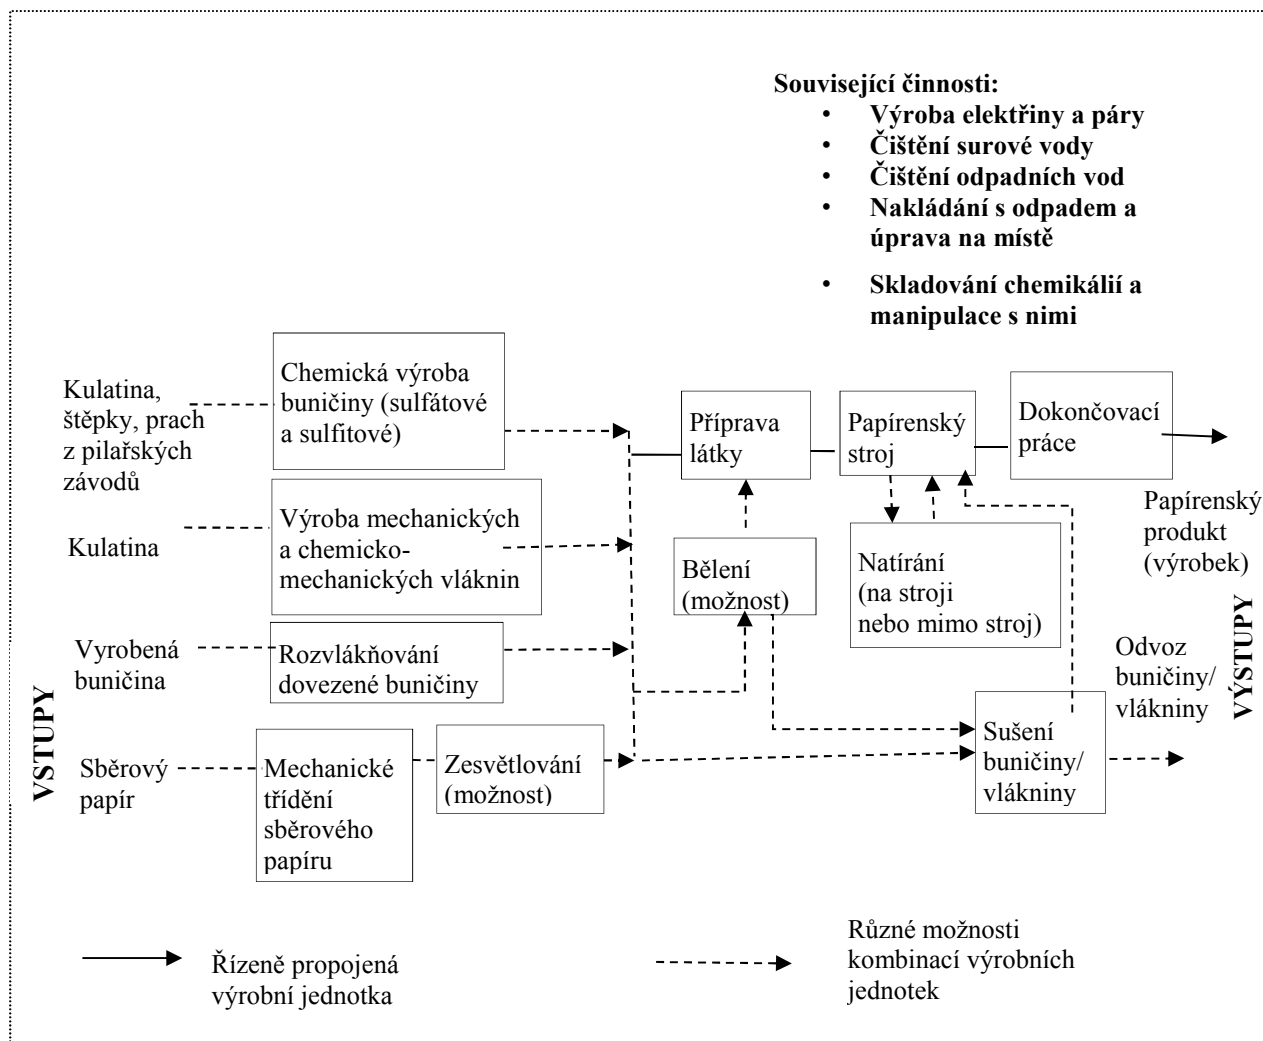 Související činnosti:
• Výroba elektřiny a páry
• Čištění surové vody
• Čištění odpadních vod
• Nakládání s odpadem a
úprava na místě
• Skladování chemikálií a
manipulace s nimi
Kulatina,
štěpky, prach
z pilařských
závodů
Chemická výroba
buničiny (sulfátové
a sulfitové)
Příprava
látky
Papírenský
stroj
Dokončovací
práce
Papírenský
produkt
(výrobek)
Kulatina
Výroba mechanických
a chemicko-
mechanických vláknin
Bělení
(možnost)
Natírání
(na stroji
nebo mimo stroj)
Vyrobená
buničina
Rozvlákňování
dovezené buničiny
Odvoz
buničiny/
vlákniny
VSTUPY
VÝSTUPY
Sběrový
papír
Mechanické
třídění
sběrového
papíru
Zesvětlování
(možnost)
Sušení
buničiny/
vlákniny
Řízeně propojená
výrobní jednotka
Různé možnosti
kombinací výrobních
jednotek